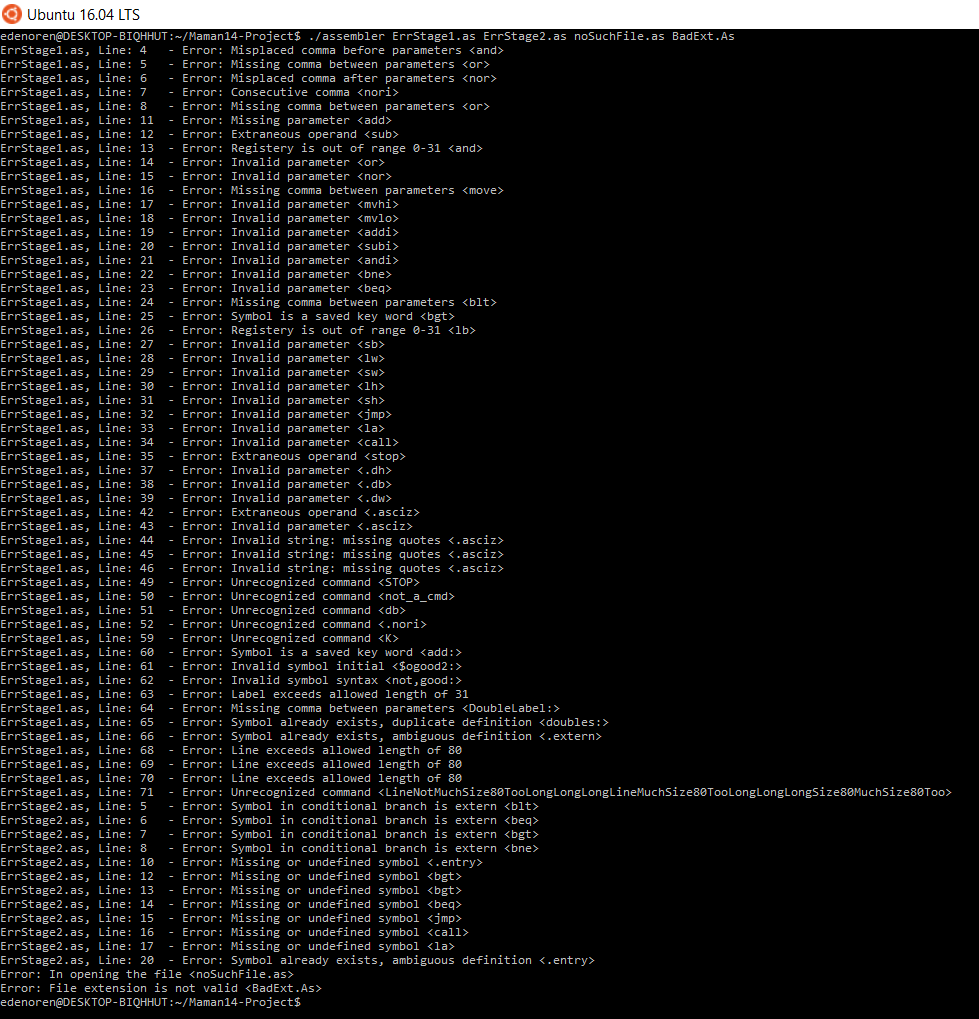 Ubuntu 16.04 LTS
edenoren@DESKTOP-BIQHHUT:~/Maman14-Project$ ./assembler ErrStage1.as ErrStage2.as noSuchFile.as BadExt.As
ErrStage1.as, Line: 4   - Error: Misplaced comma before parameters <and>
ErrStage1.as, Line: 5   - Error: Missing comma between parameters <or>
ErrStage1.as, Line: 6   - Error: Misplaced comma after parameters <nor>
ErrStage1.as, Line: 7   - Error: Consecutive comma <nori>
ErrStage1.as, Line: 8   - Error: Missing comma between parameters <or>
ErrStage1.as, Line: 11  - Error: Missing parameter <add>
ErrStage1.as, Line: 12  - Error: Extraneous operand <sub>
ErrStage1.as, Line: 13  - Error: Registery is out of range 0-31 <and>
ErrStage1.as, Line: 14  - Error: Invalid parameter <or>
ErrStage1.as, Line: 15  - Error: Invalid parameter <nor>
ErrStage1.as, Line: 16  - Error: Missing comma between parameters <move>
ErrStage1.as, Line: 17  - Error: Invalid parameter <mvhi>
ErrStage1.as, Line: 18  - Error: Invalid parameter <mvlo>
ErrStage1.as, Line: 19  - Error: Invalid parameter <addi>
ErrStage1.as, Line: 20  - Error: Invalid parameter <subi>
ErrStage1.as, Line: 21  - Error: Invalid parameter <andi>
ErrStage1.as, Line: 22  - Error: Invalid parameter <bne>
ErrStage1.as, Line: 23  - Error: Invalid parameter <beq>
ErrStage1.as, Line: 24  - Error: Missing comma between parameters <blt>
ErrStage1.as, Line: 25  - Error: Symbol is a saved key word <bgt>
ErrStage1.as, Line: 26  - Error: Registery is out of range 0-31 <lb>
ErrStage1.as, Line: 27  - Error: Invalid parameter <sb>
ErrStage1.as, Line: 28  - Error: Invalid parameter <lw>
ErrStage1.as, Line: 29  - Error: Invalid parameter <sw>
ErrStage1.as, Line: 30  - Error: Invalid parameter <lh>
ErrStage1.as, Line: 31  - Error: Invalid parameter <sh>
ErrStage1.as, Line: 32  - Error: Invalid parameter <jmp>
ErrStage1.as, Line: 33  - Error: Invalid parameter <la>
ErrStage1.as, Line: 34  - Error: Invalid parameter <call>
ErrStage1.as, Line: 35  - Error: Extraneous operand <stop>
ErrStage1.as, Line: 37  - Error: Invalid parameter <.dh>
ErrStage1.as, Line: 38  - Error: Invalid parameter <.db>
ErrStage1.as, Line: 39  - Error: Invalid parameter <.dw>
ErrStage1.as, Line: 42  - Error: Extraneous operand <.asciz>
ErrStage1.as, Line: 43  - Error: Invalid parameter <.asciz>
ErrStage1.as, Line: 44  - Error: Invalid string: missing quotes <.asciz>
ErrStage1.as, Line: 45  - Error: Invalid string: missing quotes <.asciz>
ErrStage1.as, Line: 46  - Error: Invalid string: missing quotes <.asciz>
ErrStage1.as, Line: 49  - Error: Unrecognized command <STOP>
ErrStage1.as, Line: 50  - Error: Unrecognized command <not_a_cmd>
ErrStage1.as, Line: 51  - Error: Unrecognized command <db>
ErrStage1.as, Line: 52  - Error: Unrecognized command <.nori>
ErrStage1.as, Line: 59  - Error: Unrecognized command <K>
ErrStage1.as, Line: 60  - Error: Symbol is a saved key word <add:>
ErrStage1.as, Line: 61  - Error: Invalid symbol initial <$ogood2:>
ErrStage1.as, Line: 62  - Error: Invalid symbol syntax <not,good:>
ErrStage1.as, Line: 63  - Error: Label exceeds allowed length of 31
ErrStage1.as, Line: 64  - Error: Missing comma between parameters <DoubleLabel:>
ErrStage1.as, Line: 65  - Error: Symbol already exists, duplicate definition <doubles:>
ErrStage1.as, Line: 66  - Error: Symbol already exists, ambiguous definition <.extern>
ErrStage1.as, Line: 68  - Error: Line exceeds allowed length of 80
ErrStage1.as, Line: 69  - Error: Line exceeds allowed length of 80
ErrStage1.as, Line: 70  - Error: Line exceeds allowed length of 80
ErrStage1.as, Line: 71  - Error: Unrecognized command <LineNotMuchSize80TooLongLongLongLineMuchSize80TooLongLongLongSize80MuchSize80Too>
ErrStage2.as, Line: 5   - Error: Symbol in conditional branch is extern <blt>
ErrStage2.as, Line: 6   - Error: Symbol in conditional branch is extern <beq>
ErrStage2.as, Line: 7   - Error: Symbol in conditional branch is extern <bgt>
ErrStage2.as, Line: 8   - Error: Symbol in conditional branch is extern <bne>
ErrStage2.as, Line: 10  - Error: Missing or undefined symbol <.entry>
ErrStage2.as, Line: 12  - Error: Missing or undefined symbol <bgt>
ErrStage2.as, Line: 13  - Error: Missing or undefined symbol <bgt>
ErrStage2.as, Line: 14  - Error: Missing or undefined symbol <beq>
ErrStage2.as, Line: 15  - Error: Missing or undefined symbol <jmp>
ErrStage2.as, Line: 16  - Error: Missing or undefined symbol <call>
ErrStage2.as, Line: 17  - Error: Missing or undefined symbol <la>
ErrStage2.as, Line: 20  - Error: Symbol already exists, ambiguous definition <.entry>
Error: In opening the file <noSuchFile.as>
Error: File extension is not valid <BadExt.As>
edenoren@DESKTOP-BIQHHUT:~/Maman14-Project$